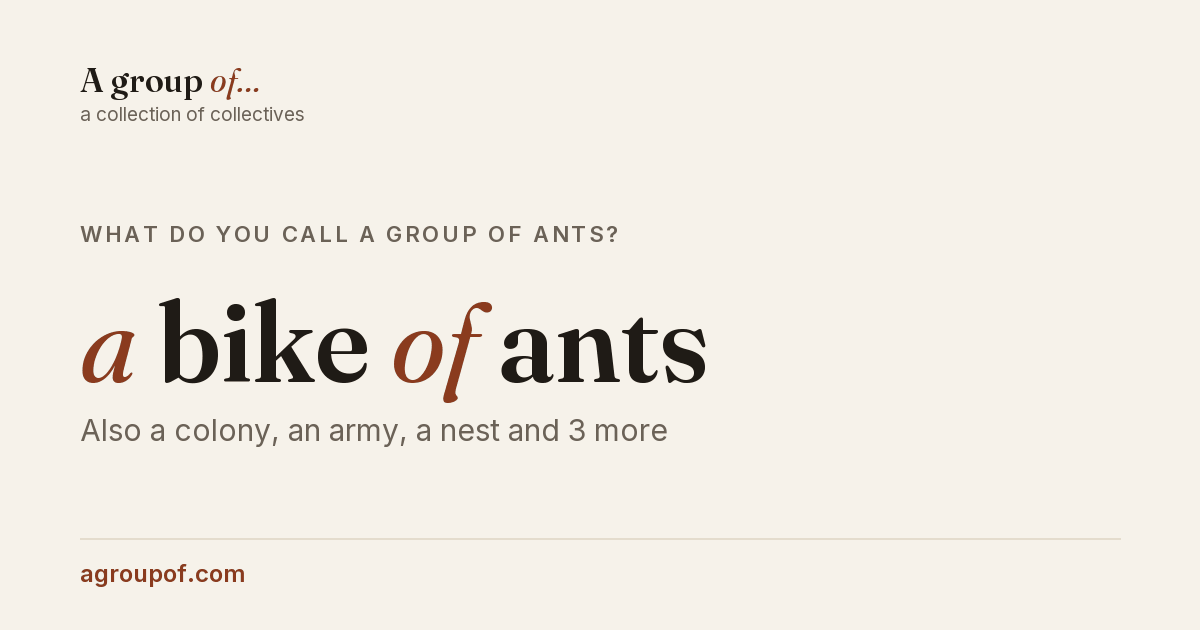 A group of...
a collection of collectives
WHAT DO YOU CALL A GROUP OF ANTS?
a bike of ants
Also a colony, an army, a nest and 3 more
agroupof.com